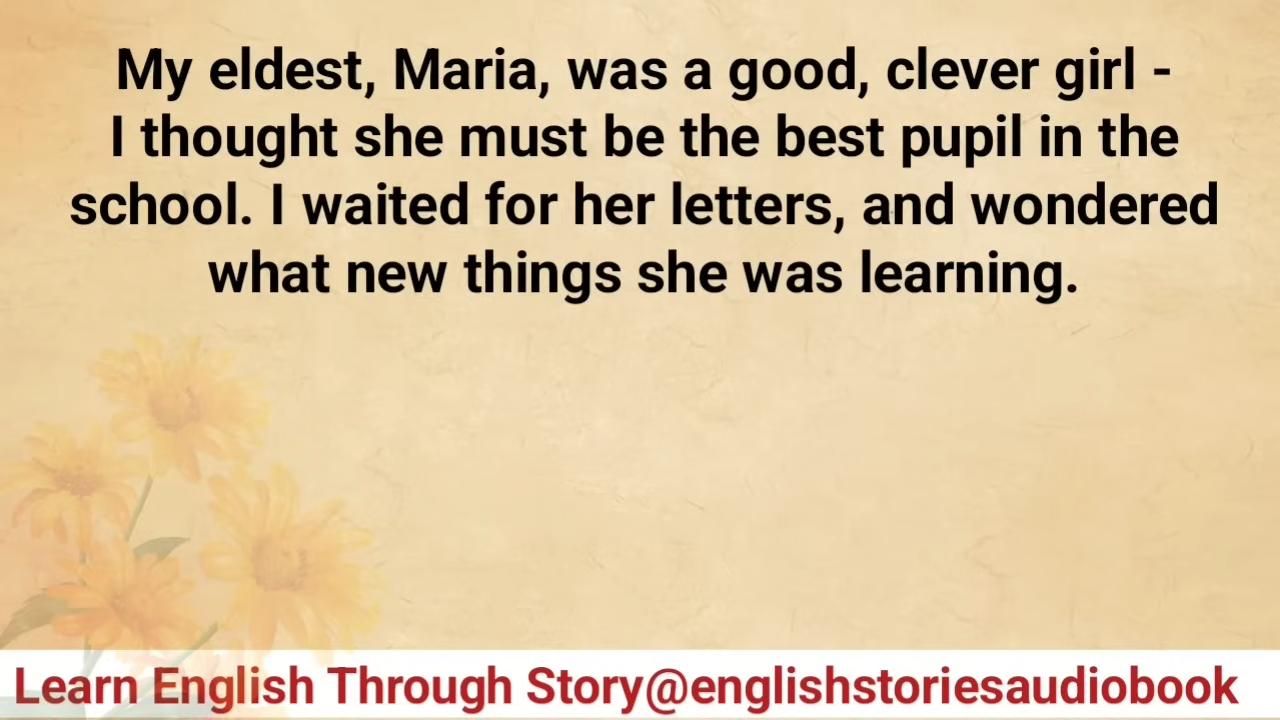 My eldest, Maria, was a good, clever girl -
I thought she must be the best pupil in the
school. I waited for her letters, and wondered
what new things she was learning.
Learn English Through Story@englishstoriesaudiobook